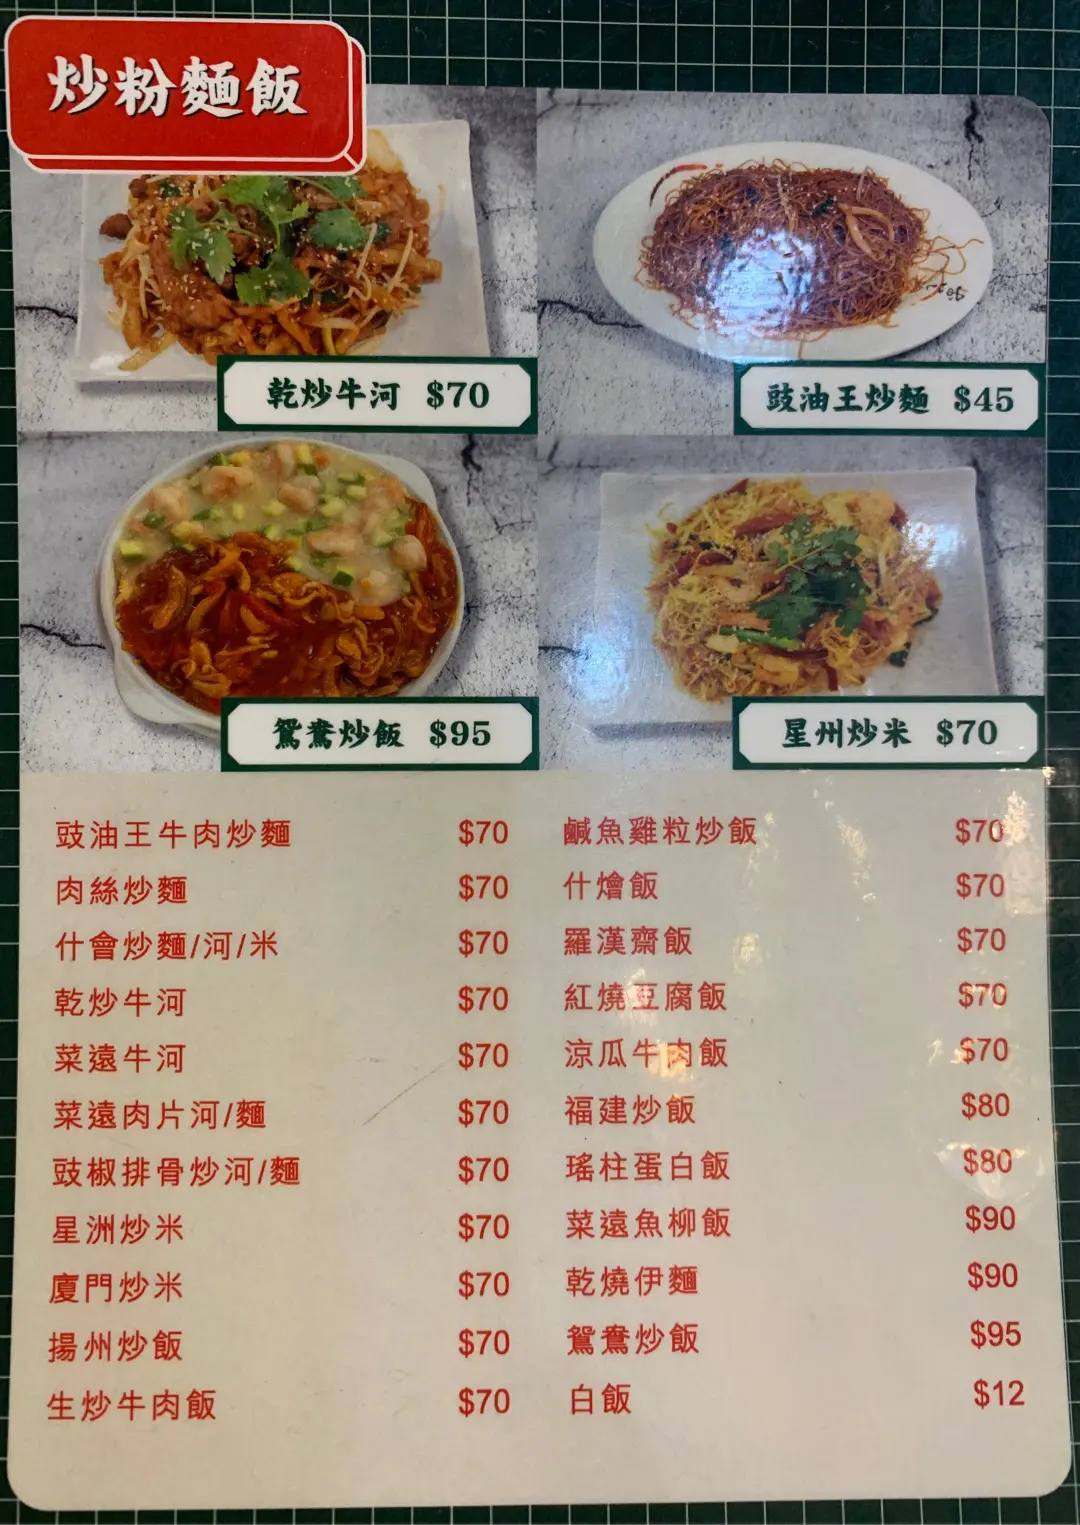 炒粉麵飯
乾炒牛河 $70
豉油王炒麵 $45
鴛鴦炒飯 $95
星州炒米 $70
豉油王牛肉炒麵 $70
肉絲炒麵 $70
什會炒麵/河/米 $70
乾炒牛河 $70
菜遠牛河 $70
菜遠肉片河/麵 $70
豉椒排骨炒河/麵 $70
星洲炒米 $70
廈門炒米 $70
揚州炒飯 $70
生炒牛肉飯 $70
鹹魚雞粒炒飯 $70
什燴飯 $70
羅漢齋飯 $70
紅燒豆腐飯 $70
涼瓜牛肉飯 $70
福建炒飯 $80
瑤柱蛋白飯 $80
菜遠魚柳飯 $90
乾燒伊麵 $90
鴛鴦炒飯 $95
白飯 $12